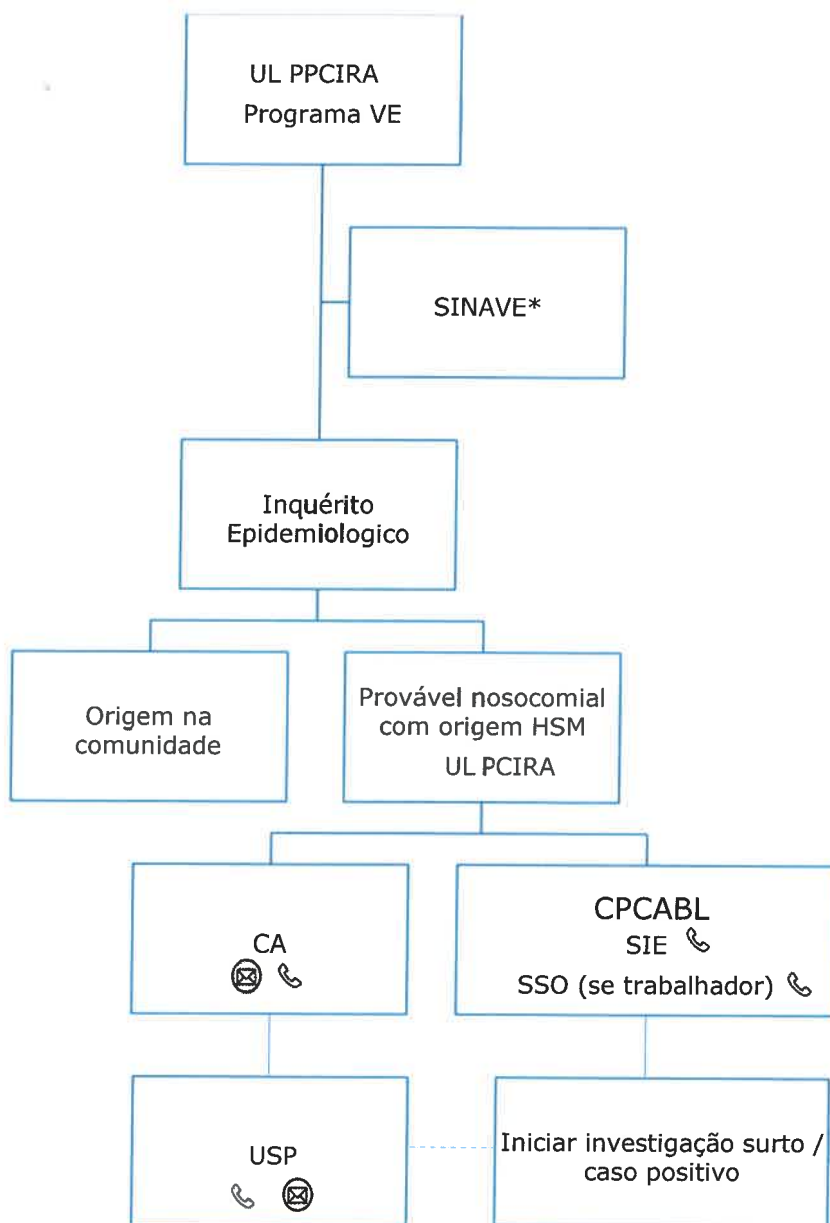 UL PPCIRA
Programa VE
SINAVE*
Inquérito
Epidemiologico
Origem na
comunidade
Provável nosocomial
com origem HSM
UL PCIRA
CA
CPCABL
SIE
SSO (se trabalhador)
USP
Iniciar investigação surto /
caso positivo